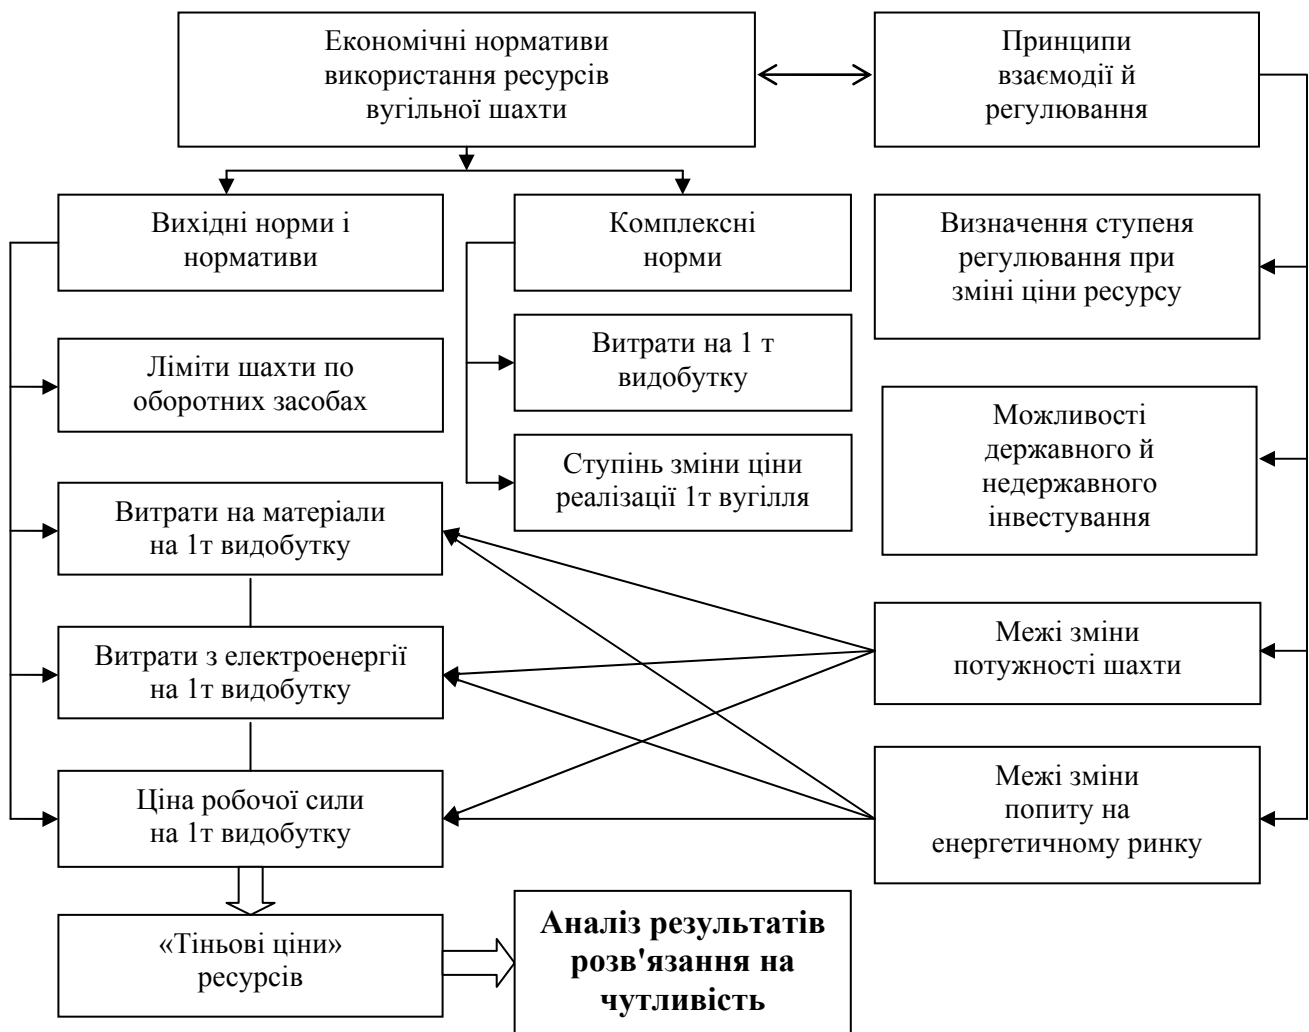 Економічні нормативи
використання ресурсів
вугільної шахти
Принципи
взаємодії й
регулювання
Вихідні норми і
нормативи
Комплексні
норми
Визначення ступеня
регулювання при
зміні ціни ресурсу
Ліміти шахти по
оборотних засобах
Витрати на 1 т
видобутку
Можливості
державного й
недержавного
інвестування
Ступінь зміни ціни
реалізації 1т вугілля
Витрати на матеріали
на 1т видобутку
Витрати з електроенергії
на 1т видобутку
Межі зміни
потужності шахти
Ціна робочої сили
на 1т видобутку
Межі зміни
попиту на
енергетичному ринку
«Тіньові ціни»
ресурсів
Аналіз результатів
розв'язання на
чутливість